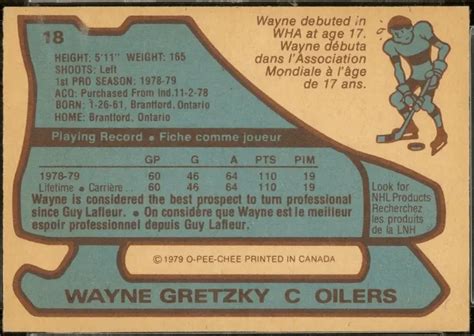 18
HEIGHT: 5'11" WEIGHT: 165
SHOOTS: Left
1st PRO SEASON: 1978-79
ACQ: Purchased From Ind.11-2-78
BORN: 1-26-61, Brantford, Ontario
HOME: Brantford, Ontario
Wayne debuted in
WHA at age 17.
Wayne débuta
dans l'Association
Mondiale à l'âge
de 17 ans.
Playing Record • Fiche comme joueur
GP G A PTS PIM
1978-79 60 46 64 110 19
Lifetime • Carrière 60 46 64 110 19
Wayne is considered the best prospect to turn professional
since Guy Lafleur. • On considère que Wayne est le meilleur
espoir professionnel depuis Guy Lafleur.
Look for
NHL Products
Recherchez
les produits
de la LNH
©1979 O-PEE-CHEE PRINTED IN CANADA
WAYNE GRETZKY C OILERS